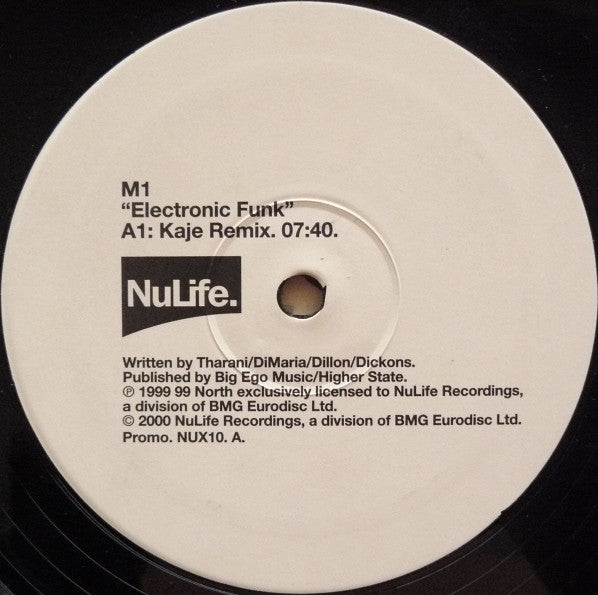 M1
“Electronic Funk”
A1: Kaje Remix. 07:40.
NuLife.
Written by Tharani/DiMaria/Dillon/Dickons.
Published by Big Ego Music/Higher State.
℗ 1999 99 North exclusively licensed to NuLife Recordings,
a division of BMG Eurodisc Ltd.
© 2000 NuLife Recordings, a division of BMG Eurodisc Ltd.
Promo. NUX10. A.